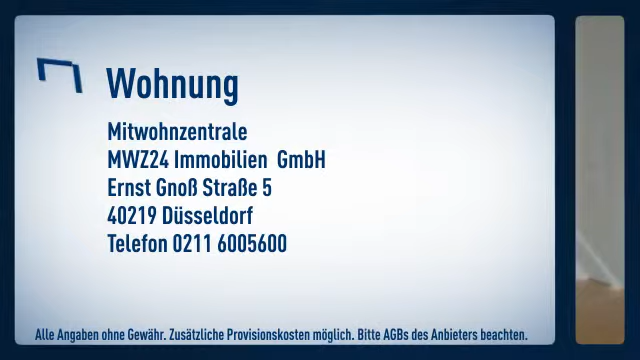 Wohnung
Mitwohnzentrale
MWZ24 Immobilien GmbH
Ernst Gnoß Straße 5
40219 Düsseldorf
Telefon 0211 6005600
Alle Angaben ohne Gewähr. Zusätzliche Provisionskosten möglich. Bitte AGBs des Anbieters beachten.